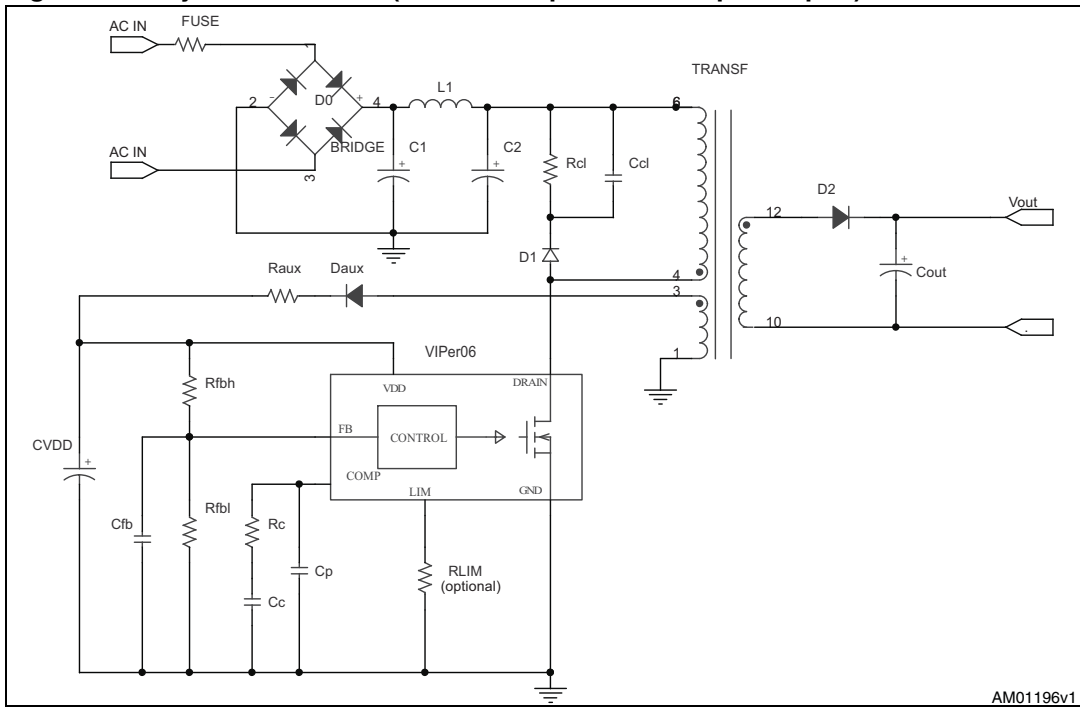 AC IN
FUSE
1
TRANSF
D0
L1
2
-
+
4
6
AC IN
BRIDGE
C1
+
C2
+
Rcl
Ccl
3
D2
12
Vout
D1
+
Cout
Raux
Daux
4
3
10
.
1
VIPer06
Rfbh
VDD
DRAIN
FB
CONTROL
CVDD
+
COMP
LIM
GND
Cfb
Rfbl
Rc
Cp
RLIM
(optional)
Cc
AM01196v1